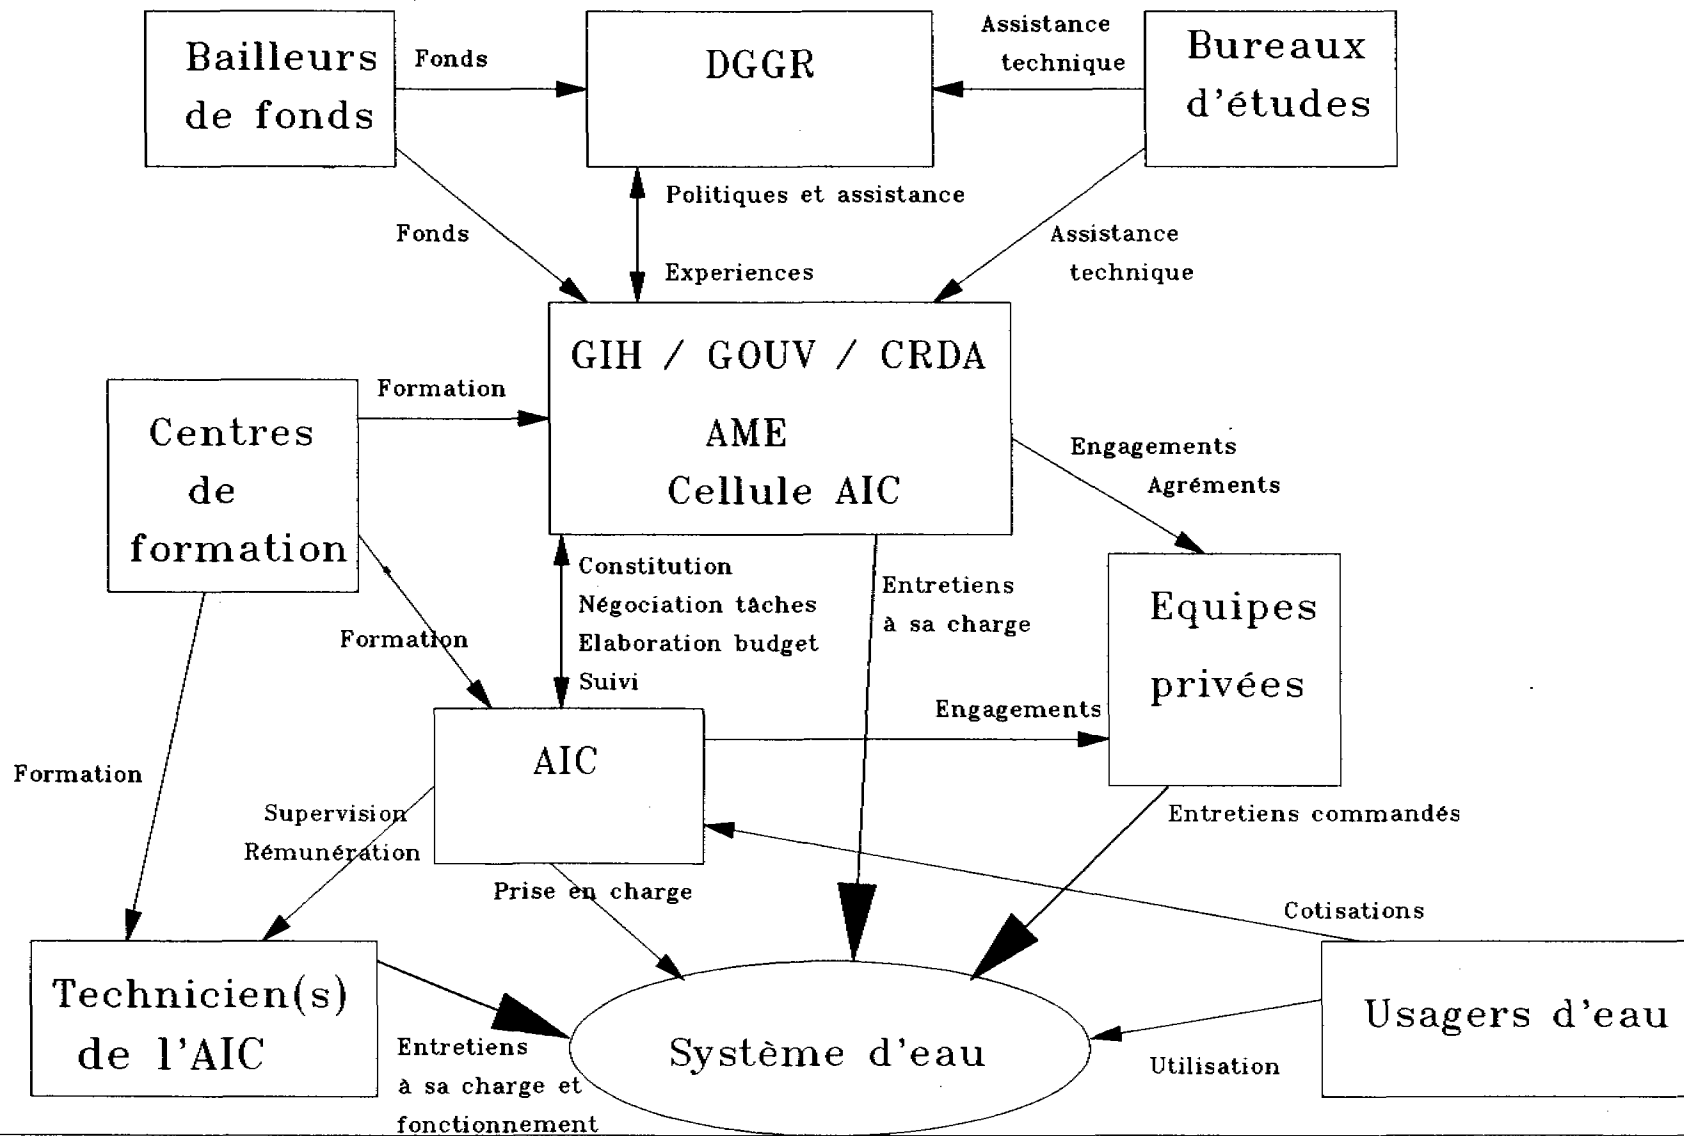 Bailleurs
de fonds
Fonds
DGGR
Assistance
technique
Bureaux
d'études
Politiques et assistance
Fonds
Assistance
technique
Experiences
GIH / GOUV / CRDA
AME
Cellule AIC
Formation
Centres
de
formation
Engagements
Agréments
Constitution
Négociation tâches
Elaboration budget
Suivi
Entretiens
à sa charge
Equipes
privées
Formation
Engagements
AIC
Formation
Supervision
Rémunération
Entretiens commandés
Prise en charge
Cotisations
Technicien(s)
de l'AIC
Entretiens
à sa charge et
fonctionnement
Système d'eau
Usagers d'eau
Utilisation